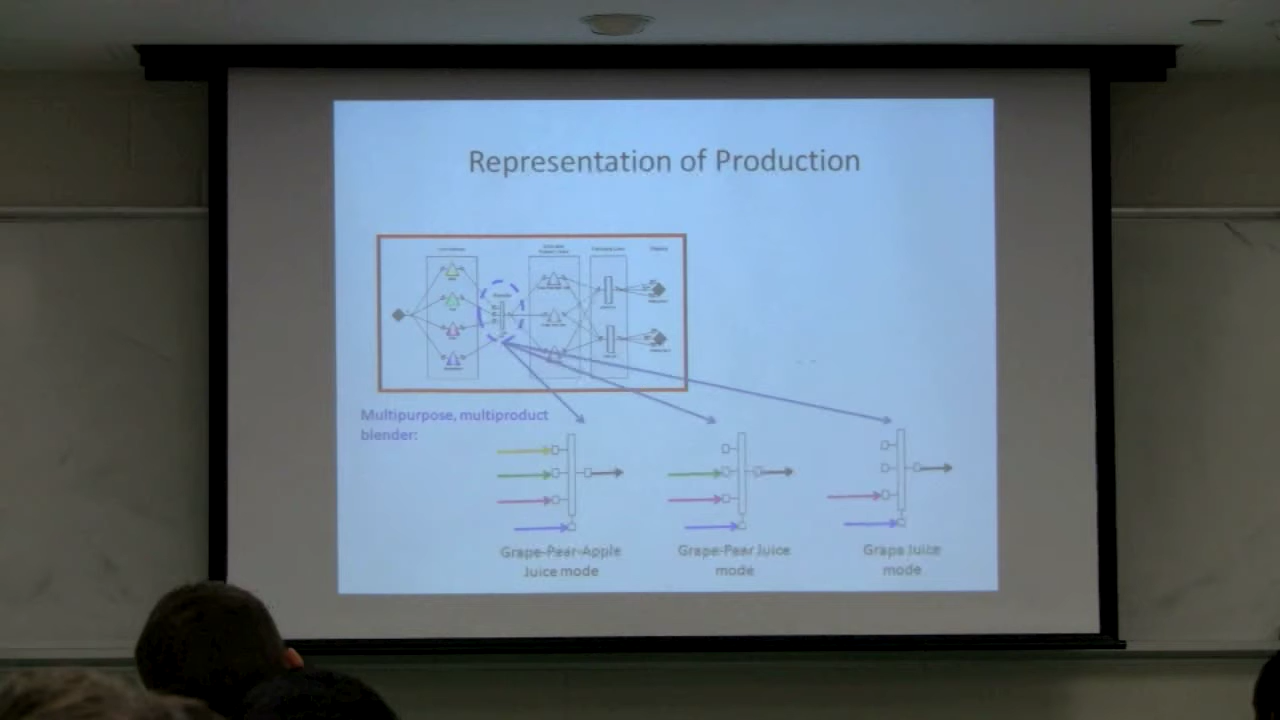 Representation of Production
Multipurpose, multiproduct
blender:
Grape-Pear-Apple
Juice mode
Grape-Pear Juice
mode
Grape Juice
mode